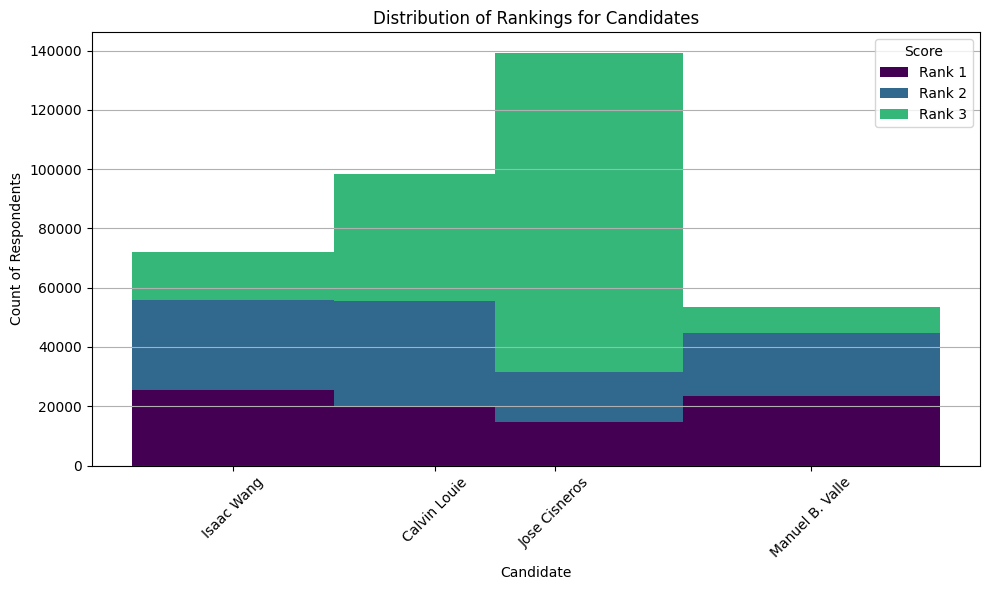 Distribution of Rankings for Candidates
Score
Rank 1
Rank 2
Rank 3
Count of Respondents
140000
120000
100000
80000
60000
40000
20000
0
Isaac Wang
Calvin Louie
Jose Cisneros
Manuel B. Valle
Candidate